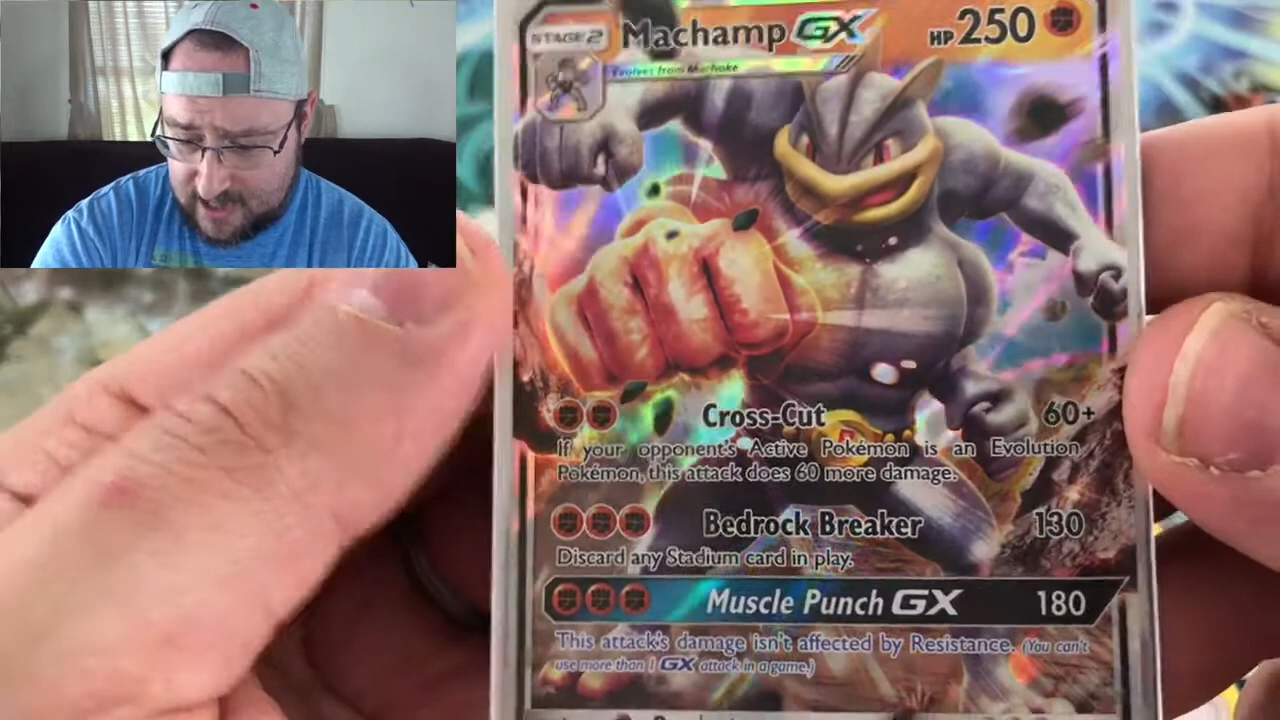 STAGE 2 Machamp GX HP 250
Evolves from Machoke
Cross-Cut 60+
If your opponent's Active Pokémon is an Evolution
Pokémon, this attack does 60 more damage.
Bedrock Breaker 130
Discard any Stadium card in play.
Muscle Punch GX 180
This attack's damage isn't affected by Resistance. (You can't
use more than 1 GX attack in a game.)